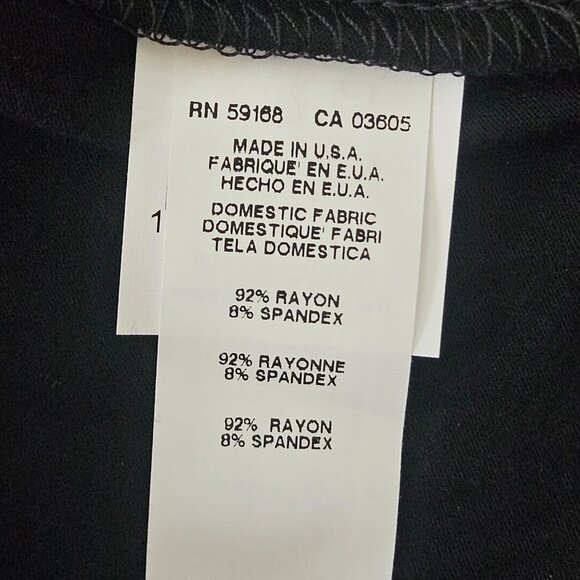 RN 59168 CA 03605
MADE IN U.S.A.
FABRIQUE' EN E.U.A.
HECHO EN E.U.A.
1
DOMESTIC FABRIC
DOMESTIQUE' FABRI
TELA DOMESTICA
92% RAYON
8% SPANDEX
92% RAYONNE
8% SPANDEX
92% RAYON
8% SPANDEX